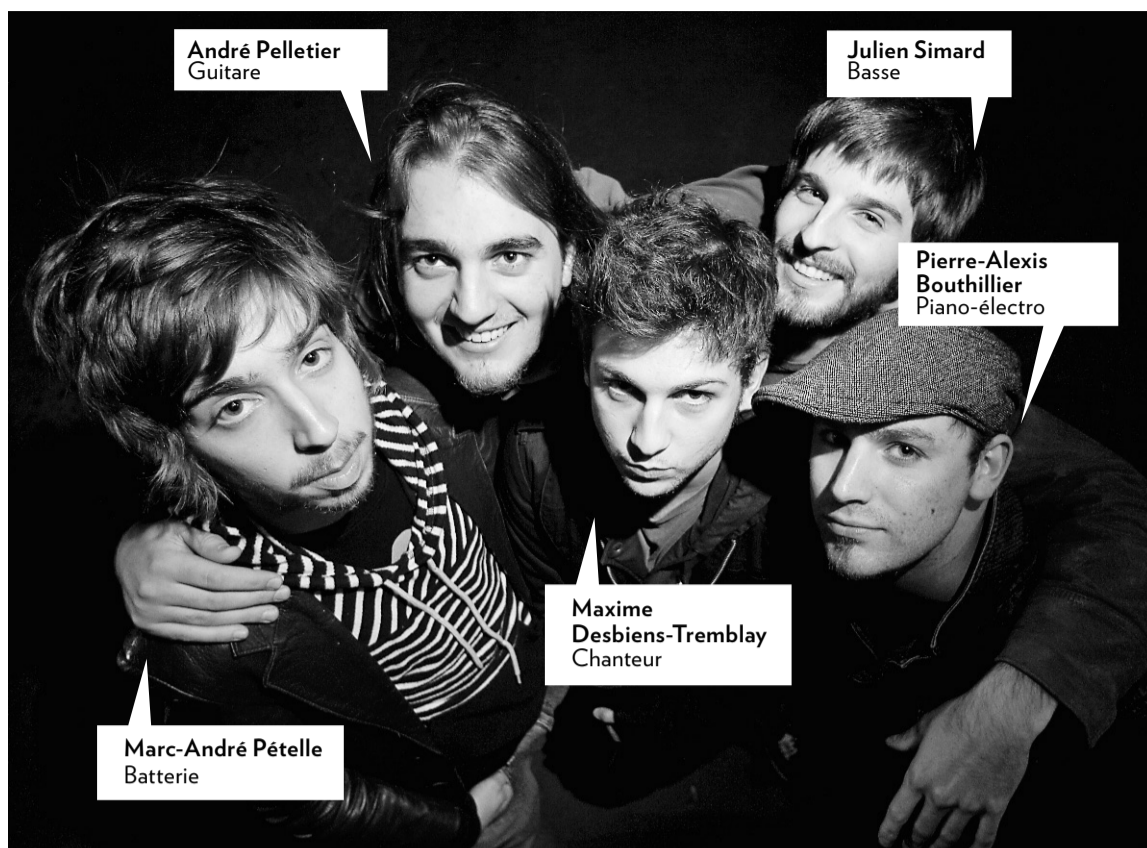 André Pelletier
Guitare
Julien Simard
Basse
Pierre-Alexis
Bouthillier
Piano-électro
Maxime
Desbiens-Tremblay
Chanteur
Marc-André Pételle
Batterie